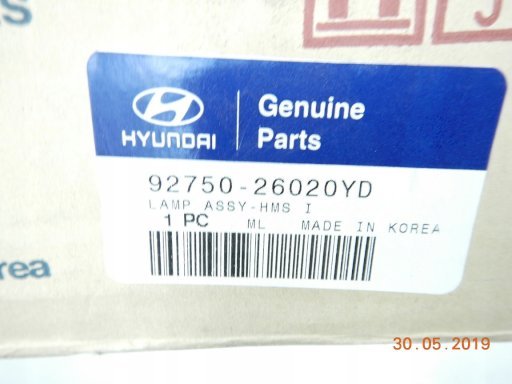 HYUNDAI
Genuine
Parts
92750-26020YD
LAMP ASSY-HMS I
1 PC ML MADE IN KOREA
rea
30.05.2019